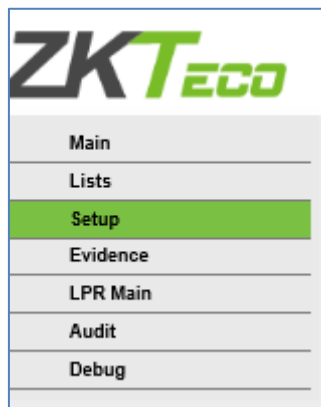 ZKTECO
Main
Lists
Setup
Evidence
LPR Main
Audit
Debug